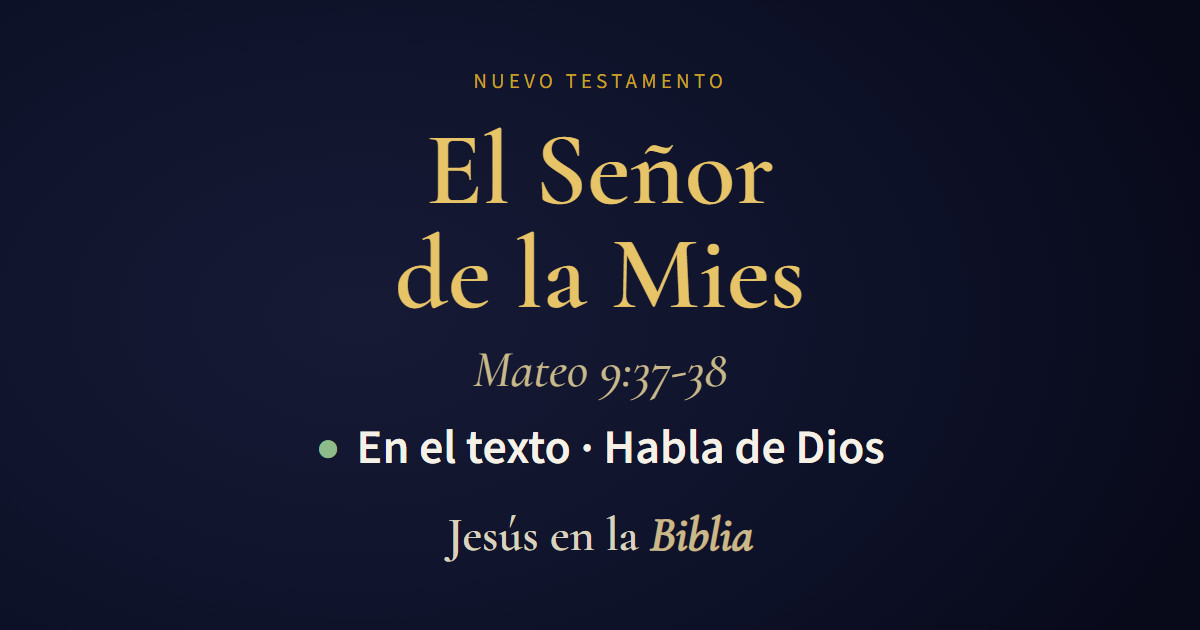 NUEVO TESTAMENTO
El Señor
de la Mies
Mateo 9:37-38
En el texto · Habla de Dios
Jesús en la Biblia